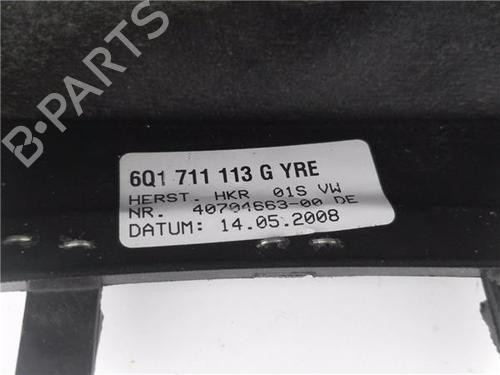 6Q1 711 113 G YRE
HERST. HKR 01S VW
NR. 40704663-00 DE
DATUM: 14.05.2008
B-PARTS